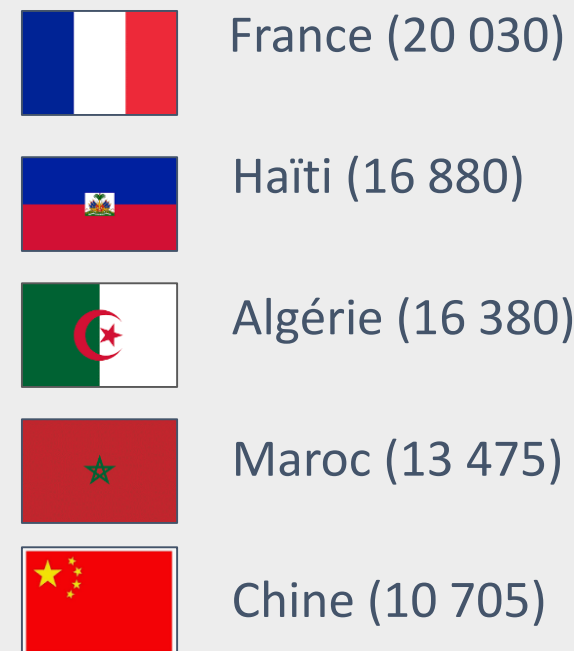 France (20 030)
Haïti (16 880)
Algérie (16 380)
Maroc (13 475)
Chine (10 705)